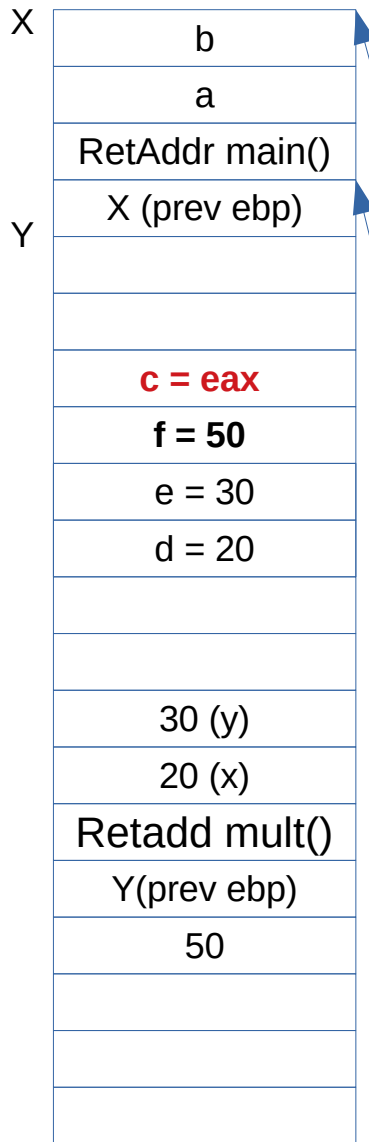 X
b
a
RetAddr main()
X (prev ebp)
Y
c = eax
f = 50
e = 30
d = 20
30 (y)
20 (x)
Retadd mult()
Y(prev ebp)
50